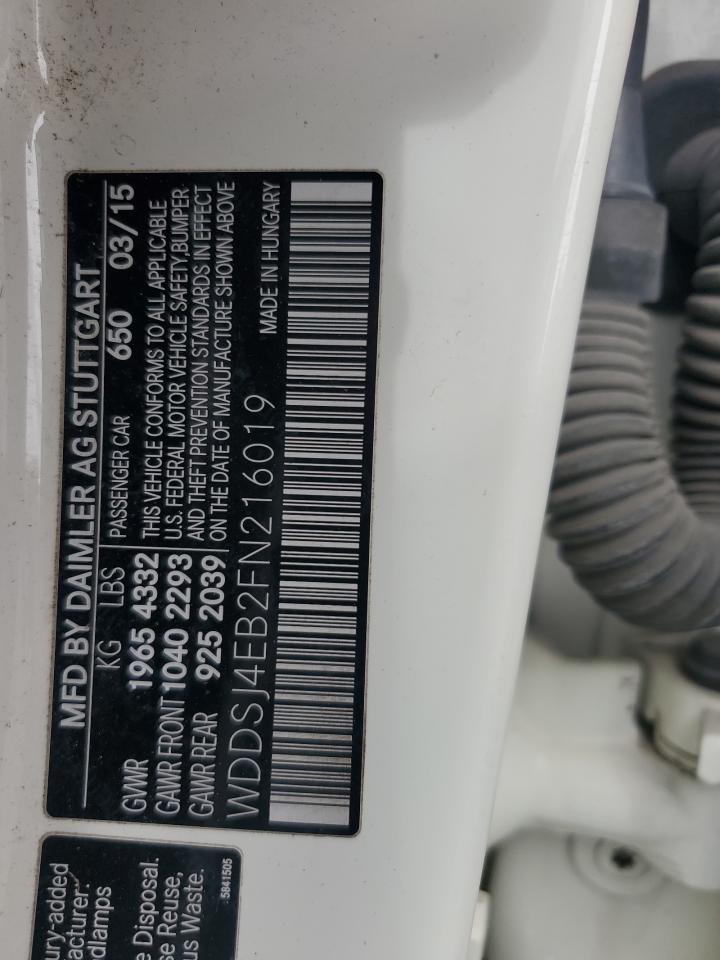 MFD BY DAIMLER AG STUTTGART
KG LBS PASSENGER CAR 650 03/15
GVWR 1965 4332
GAWR FRONT 1040 2293
GAWR REAR 925 2039
THIS VEHICLE CONFORMS TO ALL APPLICABLE
U.S. FEDERAL MOTOR VEHICLE SAFETY,BUMPER
AND THEFT PREVENTION STANDARDS IN EFFECT
ON THE DATE OF MANUFACTURE SHOWN ABOVE
WDDSJ4EB2FN216019 MADE IN HUNGARY
ury-added
acturer:
dlamps
e Disposal.
se Reuse,
us Waste.
5841505